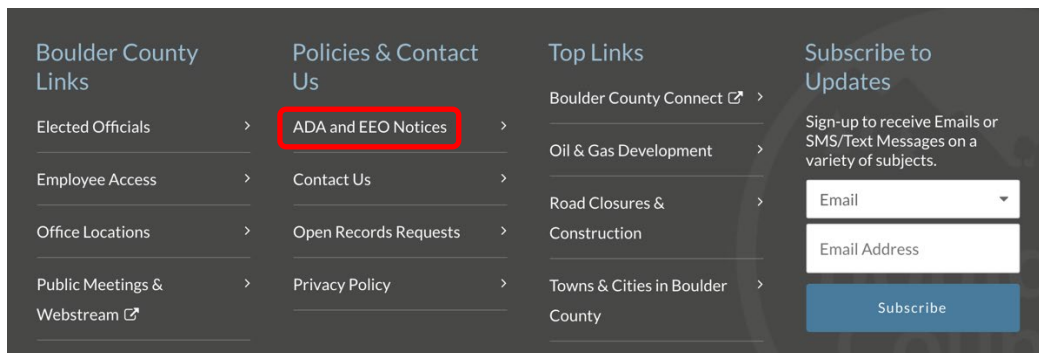 Boulder County
Links
Elected Officials
Employee Access
Office Locations
Public Meetings &
Webstream
Policies & Contact
Us
ADA and EEO Notices
Contact Us
Open Records Requests
Privacy Policy
Top Links
Boulder County Connect
Oil & Gas Development
Road Closures &
Construction
Towns & Cities in Boulder
County
Subscribe to
Updates
Sign-up to receive Emails or
SMS/Text Messages on a
variety of subjects.
Email
Email Address
Subscribe